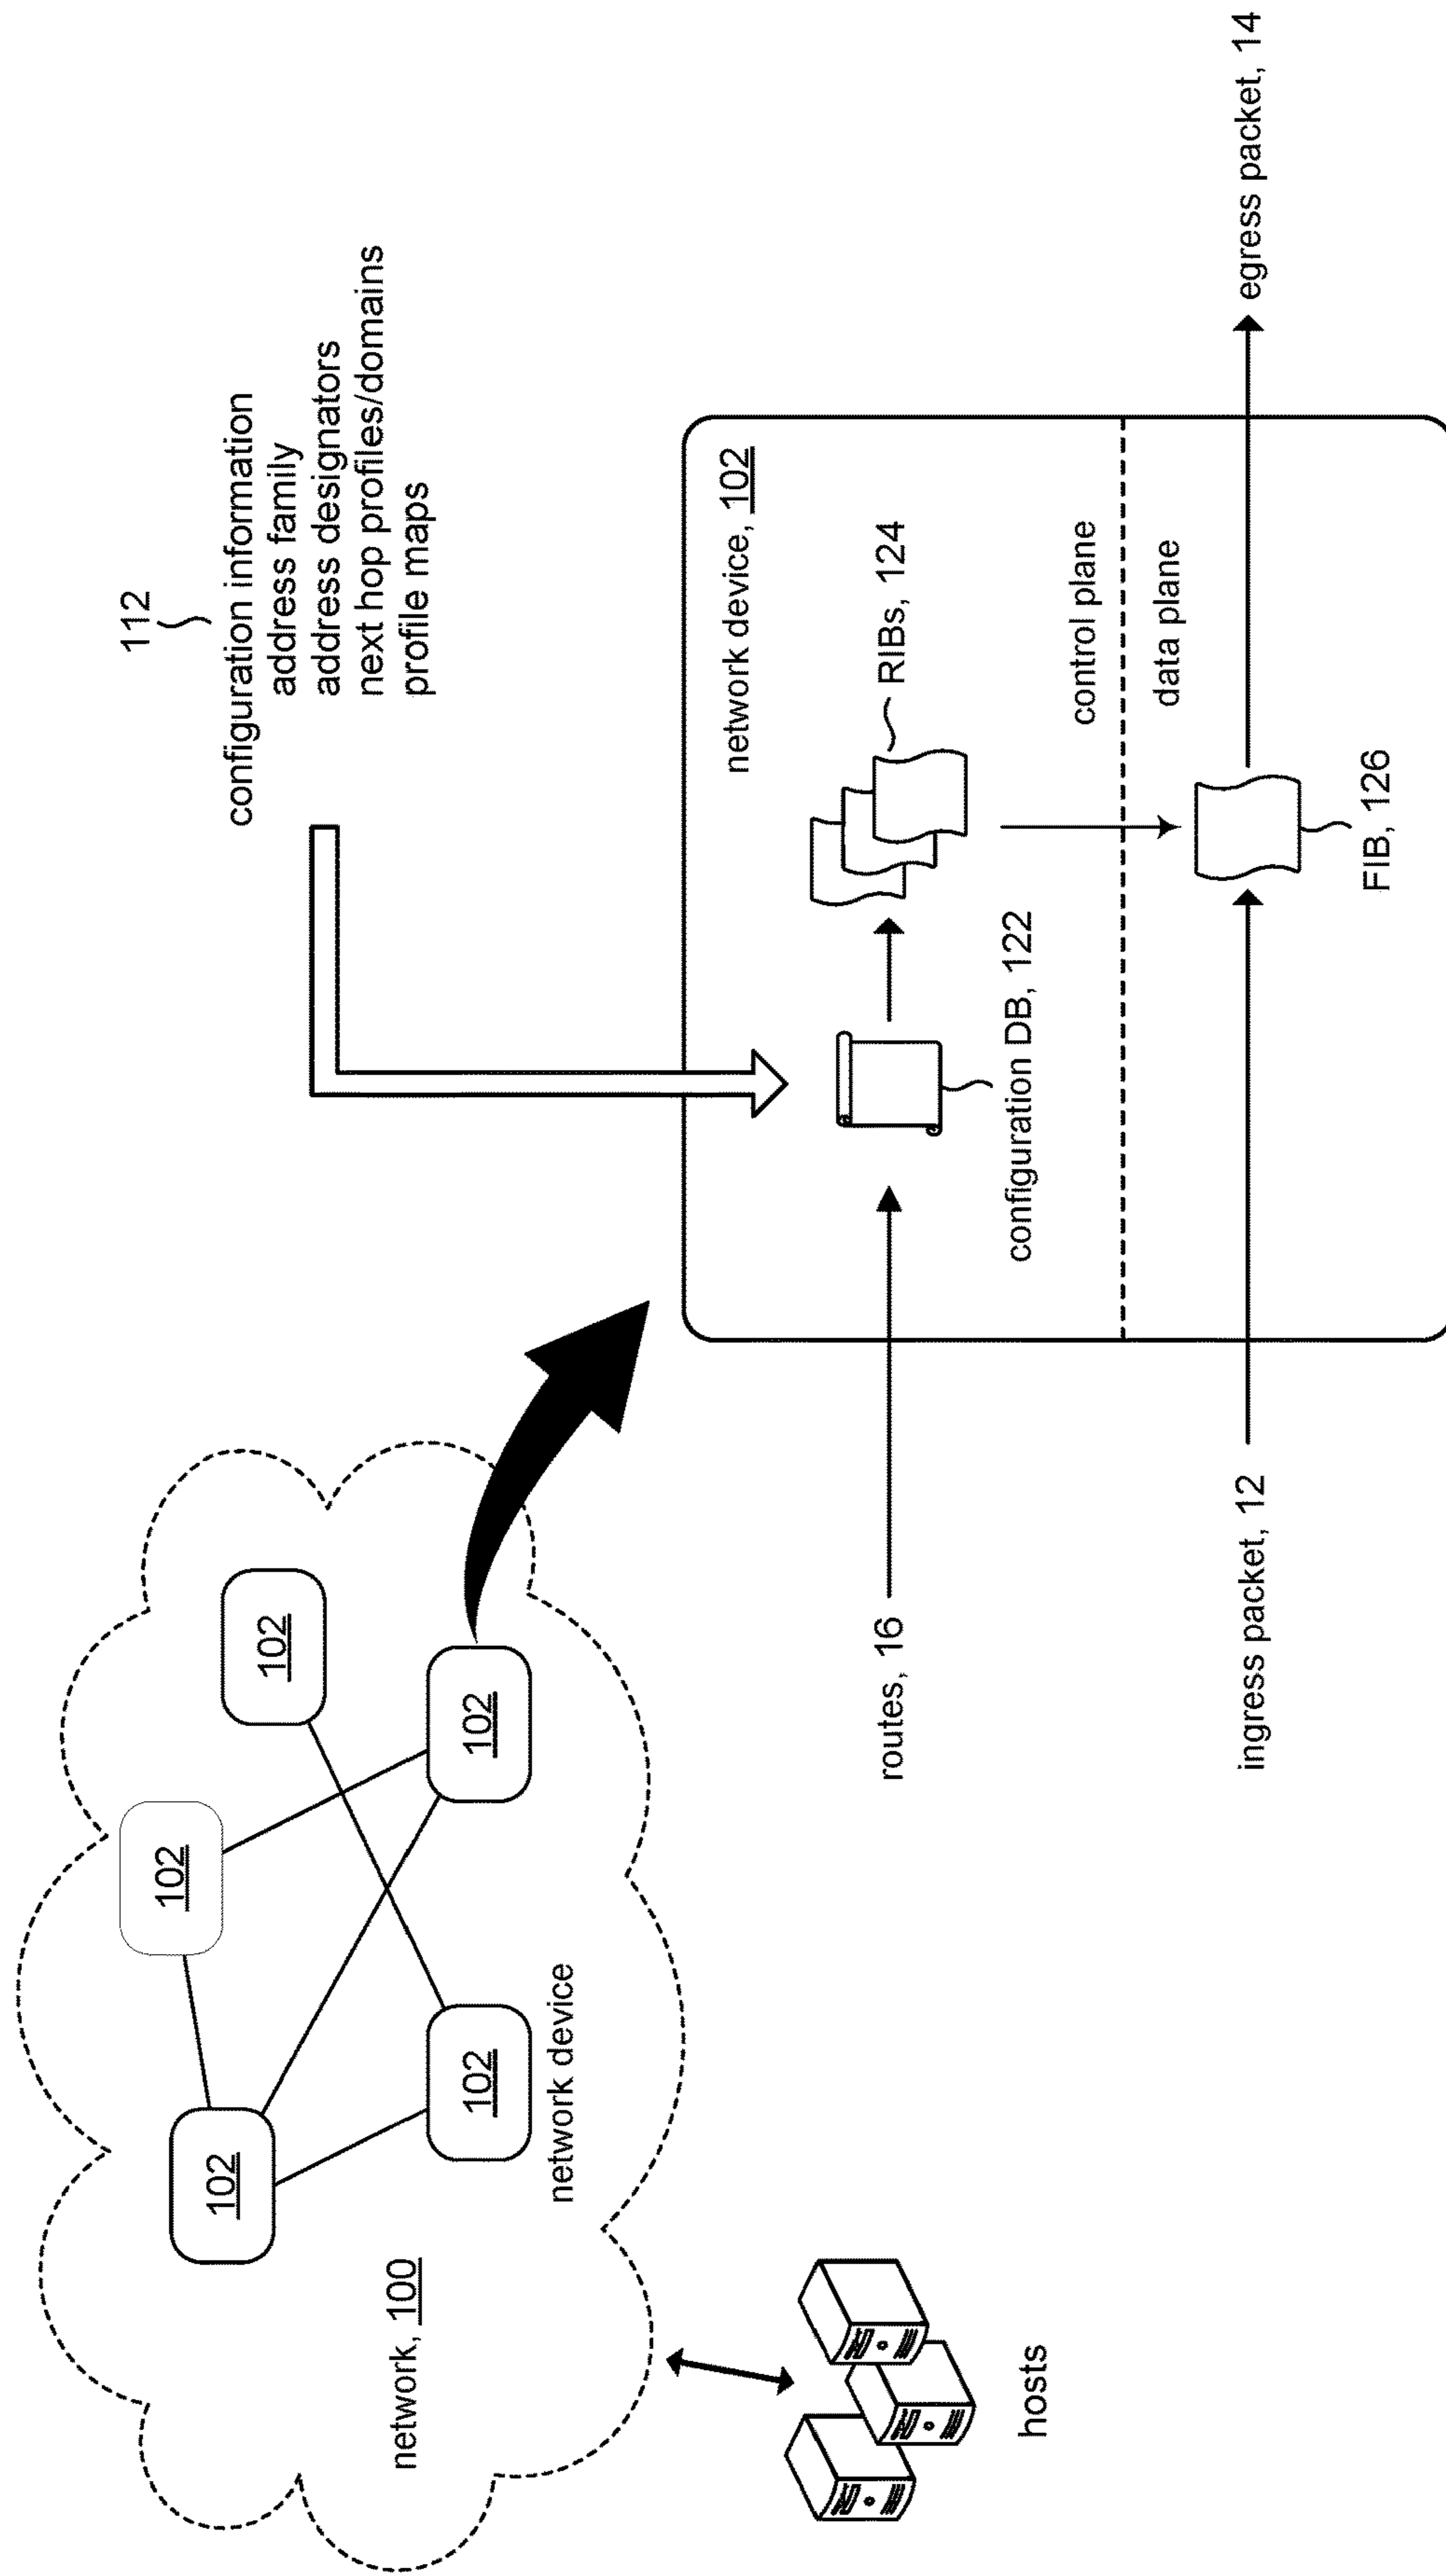 112
configuration information
address family
address designators
next hop profiles/domains
profile maps
102
102
102
102
102
network device
network, 100
hosts
network device, 102
RIBs, 124
configuration DB, 122
control plane
data plane
routes, 16
ingress packet, 12
egress packet, 14
FIB, 126